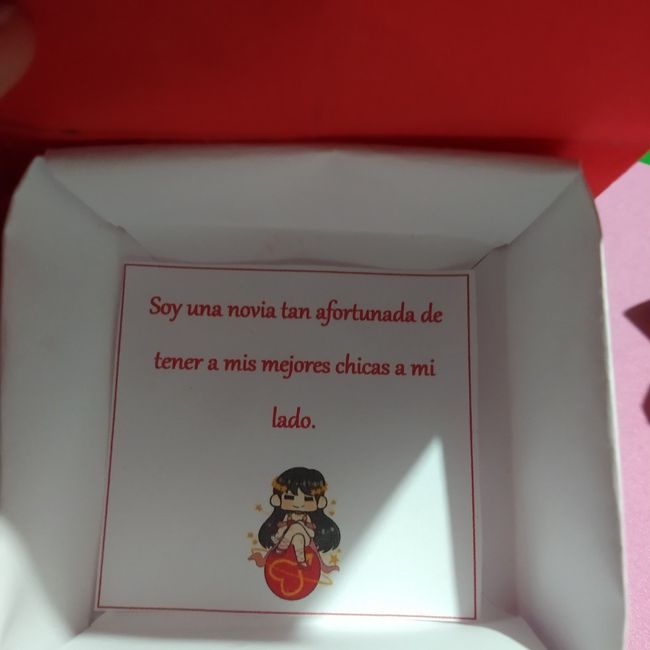 Soy una novia tan afortunada de
tener a mis mejores chicas a mi
lado.